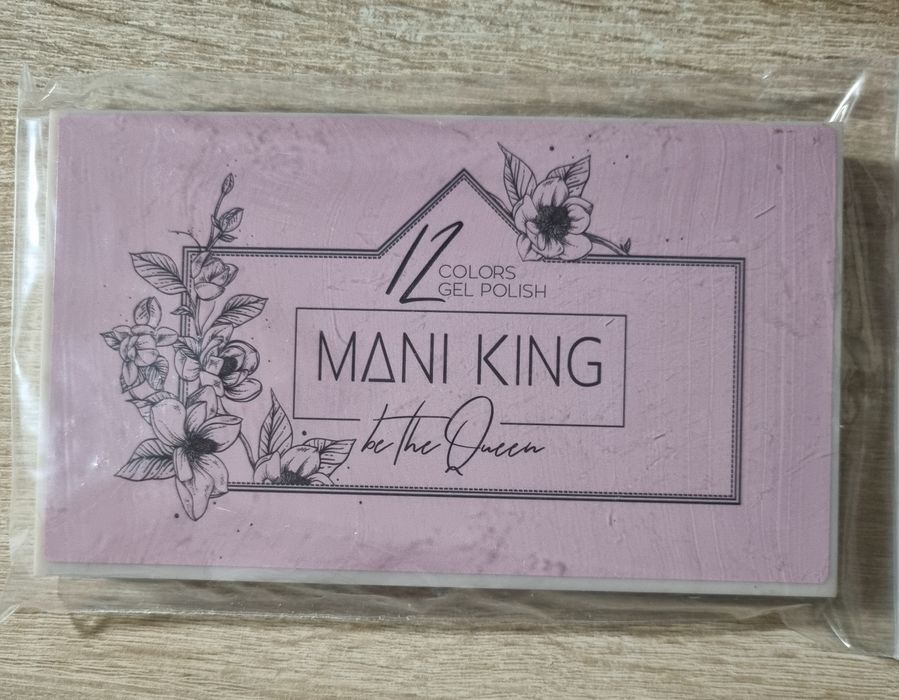 12 COLORS
GEL POLISH
MANI KING
be the Queen